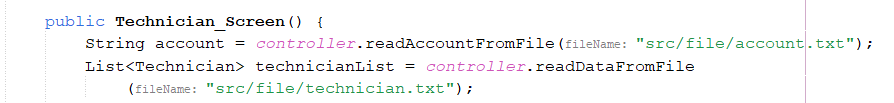 public Technician_Screen() {
String account = controller.readAccountFromFile(fileName: "src/file/account.txt");
List<Technician> technicianList = controller.readDataFromFile
(fileName: "src/file/technician.txt");